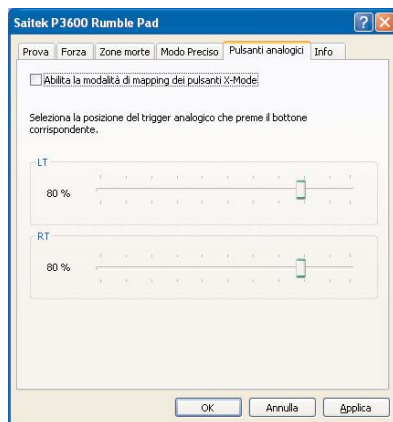 Saitek P3600 Rumble Pad
Prova Forza Zone morte Modo Preciso Pulsanti analogici Info
Abilita la modalità di mapping dei pulsanti X-Mode
Seleziona la posizione del trigger analogico che preme il bottone
corrispondente.
LT
80 %
RT
80 %
OK Annulla Applica